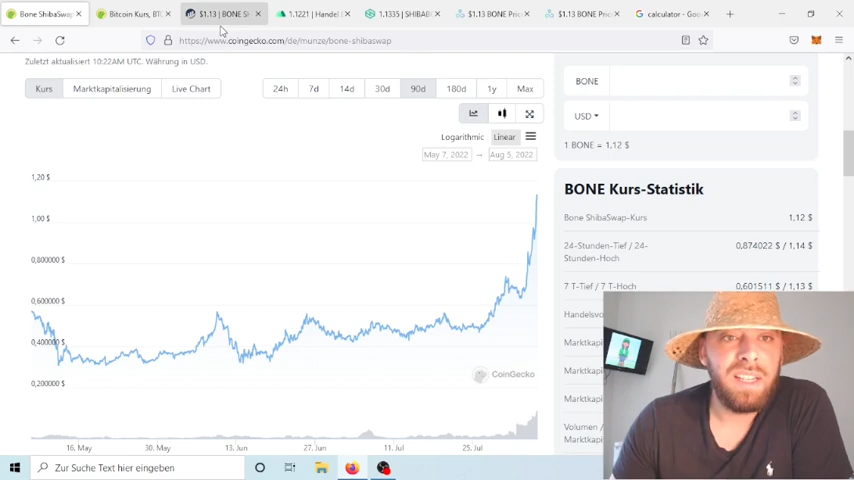 Bone ShibaSwap
Bitcoin Kurs, BT
$1.13 | BONE S
1.1221 | Handel
1.1335 | SHIBA
$1.13 BONE Pric
$1.13 BONE Pric
calculator - Goo
https://www.coingecko.com/de/munze/bone-shibaswap
Zuletzt aktualisiert 10:22AM UTC. Währung in USD.
Kurs Marktkapitalisierung Live Chart
24h 7d 14d 30d 90d 180d 1y Max
Logarithmic Linear
May 7, 2022 → Aug 5, 2022
1,20 $
1,00 $
0,800000 $
0,600000 $
0,400000 $
0,200000 $
CoinGecko
16. May 30. May 13. Jun 27. Jun 11. Jul 25. Jul
BONE
USD
1 BONE = 1,12 $
BONE Kurs-Statistik
Bone ShibaSwap-Kurs 1,12 $
24-Stunden-Tief / 24-
Stunden-Hoch
0,874022 $ / 1,14 $
7 T-Tief / 7 T-Hoch 0,601511 $ / 1,13 $
Handelsvo
Marktkap
Marktkap
Marktkap
Volumen /
Marktkapi
Zur Suche Text hier eingeben